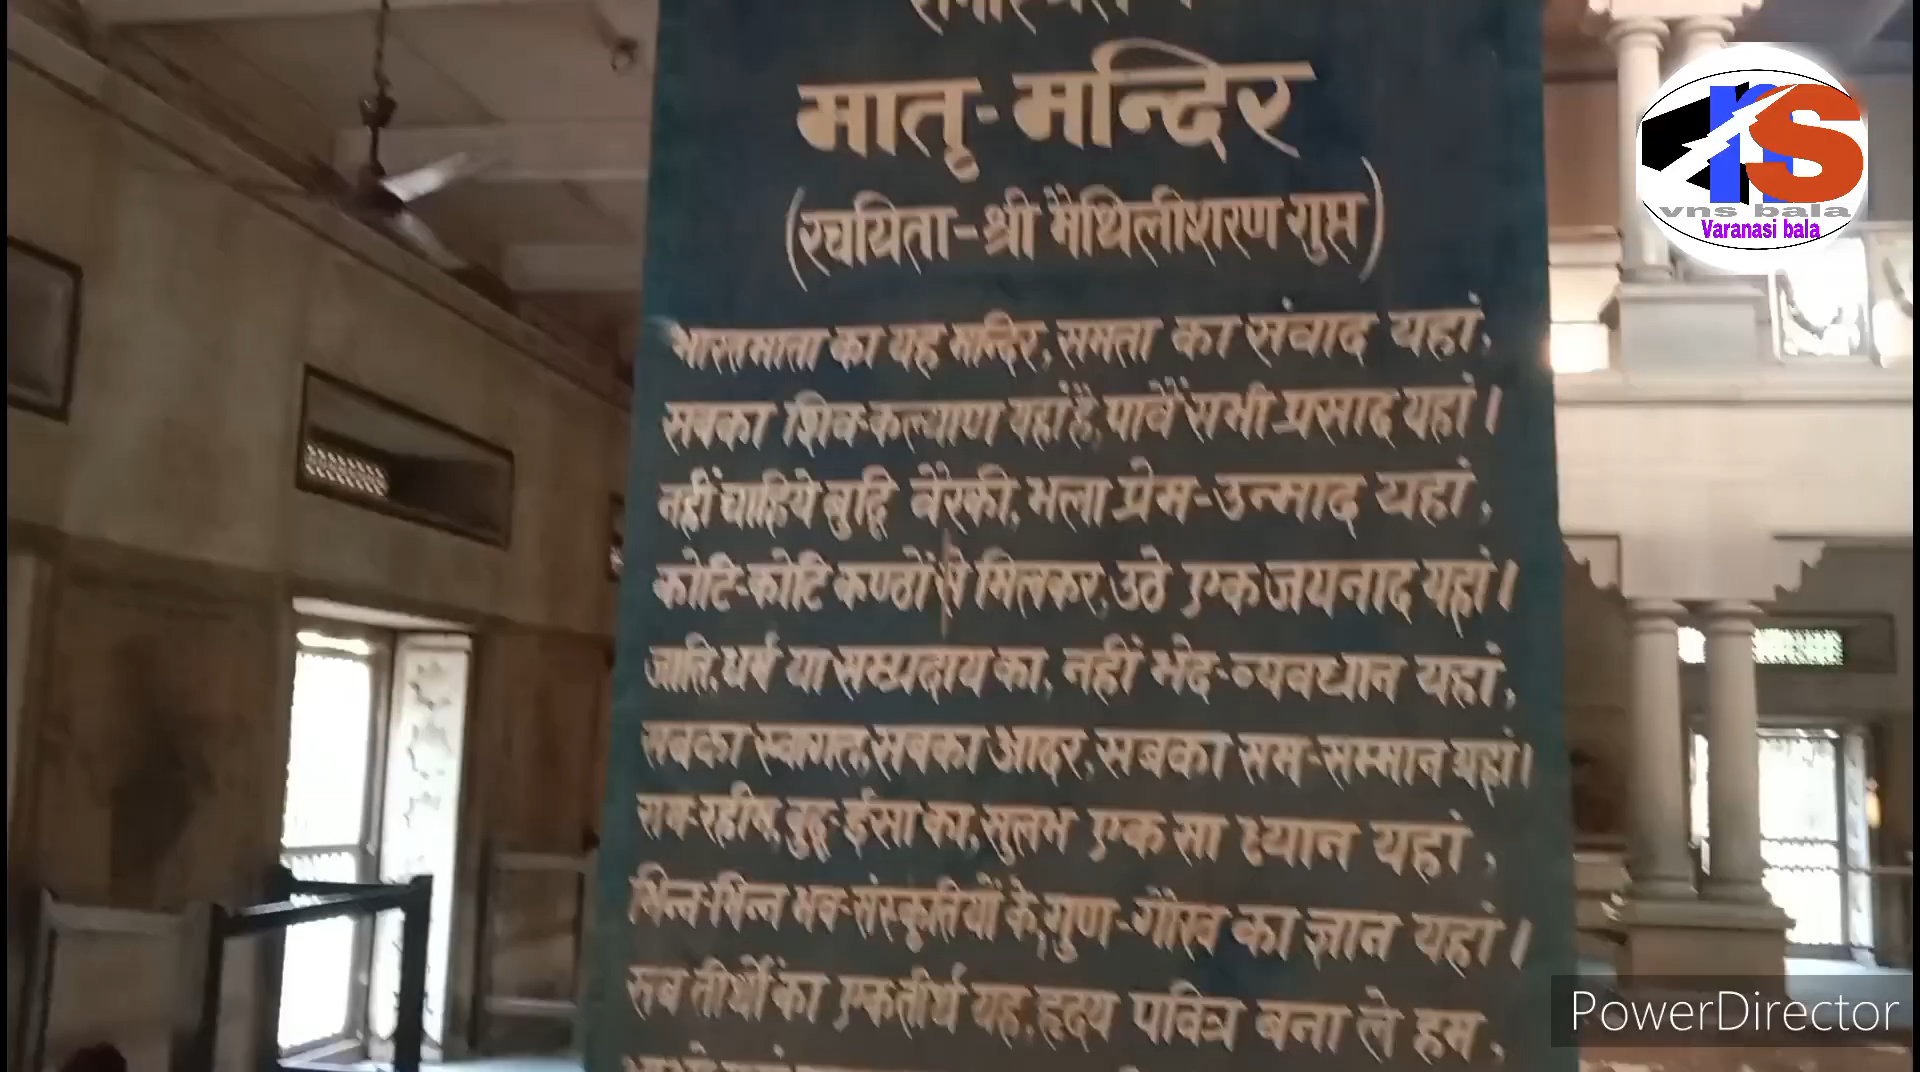 मातृ-मन्दिर
(रचयिता-श्री मैथिलीशरण गुप्त)
भारतमाता का यह मन्दिर, समता का संवाद यहां,
सबका शिव-कल्याण यहां है, पावें सभी प्रसाद यहां।
नहीं चाहिये बुद्धि वैरकी, भला प्रेम-उन्माद यहां,
कोटि-कोटि कण्ठों से मिलकर, उठे एक जयनाद यहां।
जाति, धर्म या सम्प्रदाय का, नहीं भेद-व्यवधान यहां,
सबका स्वागत, सबका आदर, सबका सम-सम्मान यहां।
राम-रहीम, बुद्ध-ईसा का, सुलभ एक सा ध्यान यहां,
भिन्न-भिन्न भव-संस्कृतियों के, गुण-गौरव का ज्ञान यहां।
सब तीर्थों का एक तीर्थ यह, हृदय पवित्र बना लें हम,
vns
vns bala
Varanasi bala
PowerDirector